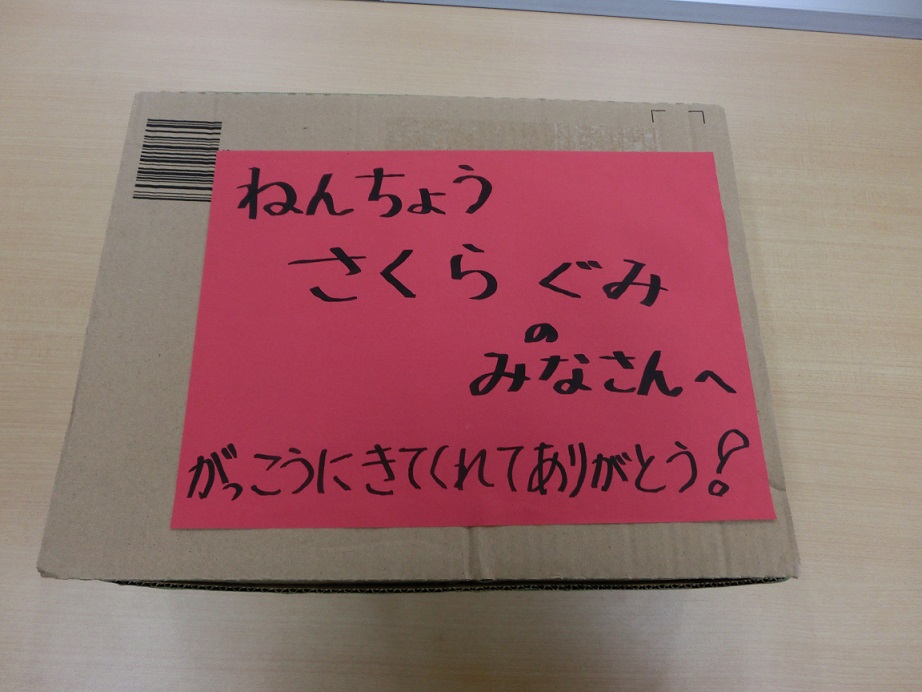 ねんちょう
さくら ぐみ
の
みなさんへ
がっこうにきてくれてありがとう!